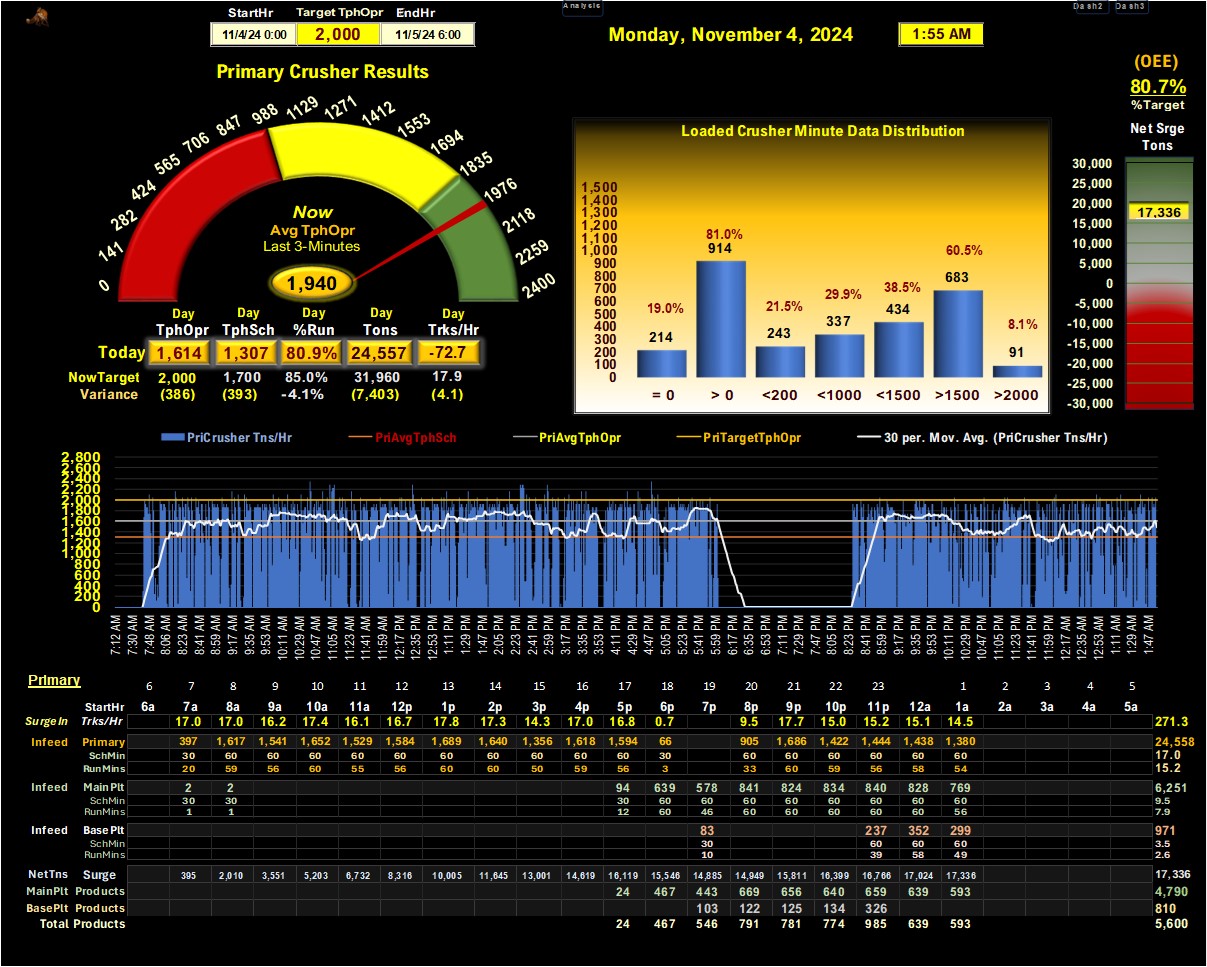 Analysis Dash2 Dash3
StartHr Target TphOpr EndHr
11/4/24 0:00 2,000 11/5/24 6:00
Monday, November 4, 2024 1:55 AM
Primary Crusher Results
0 141 282 424 565 706 847 988 1129 1271 1412 1553 1694 1835 1976 2118 2259 2400
Now
Avg TphOpr
Last 3-Minutes
1,940
Day Day Day Day Day
TphOpr TphSch %Run Tons Trks/Hr
Today 1,614 1,307 80.9% 24,557 -72.7
NowTarget 2,000 1,700 85.0% 31,960 17.9
Variance (386) (393) -4.1% (7,403) (4.1)
Loaded Crusher Minute Data Distribution
1,500
1,400
1,300
1,200
1,100
1,000
900
800
700
600
500
400
300
200
100
0
19.0% 81.0% 21.5% 29.9% 38.5% 60.5% 8.1%
214 914 243 337 434 683 91
= 0 > 0 <200 <1000 <1500 >1500 >2000
(OEE)
80.7%
%Target
Net Srge
Tons
30,000
25,000
20,000
15,000
10,000
5,000
0
-5,000
-10,000
-15,000
-20,000
-25,000
-30,000
17,336
PriCrusher Tns/Hr PriAvgTphSch PriAvgTphOpr PriTargetTphOpr 30 per. Mov. Avg. (PriCrusher Tns/Hr)
2,800
2,600
2,400
2,200
2,000
1,800
1,600
1,400
1,200
1,000
800
600
400
200
0
7:12 AM 7:30 AM 7:48 AM 8:06 AM 8:23 AM 8:41 AM 8:59 AM 9:17 AM 9:35 AM 9:53 AM 10:11 AM 10:29 AM 10:47 AM 11:05 AM 11:23 AM 11:41 AM 11:59 AM 12:17 PM 12:35 PM 12:53 PM 1:11 PM 1:29 PM 1:47 PM 2:05 PM 2:23 PM 2:41 PM 2:59 PM 3:17 PM 3:35 PM 3:53 PM 4:11 PM 4:29 PM 4:47 PM 5:05 PM 5:23 PM 5:41 PM 5:59 PM 6:17 PM 6:35 PM 6:53 PM 7:11 PM 7:29 PM 7:47 PM 8:05 PM 8:23 PM 8:41 PM 8:59 PM 9:17 PM 9:35 PM 9:53 PM 10:11 PM 10:29 PM 10:47 PM 11:05 PM 11:23 PM 11:41 PM 11:59 PM 12:17 AM 12:35 AM 12:53 AM 1:11 AM 1:29 AM 1:47 AM
Primary 6 7 8 9 10 11 12 13 14 15 16 17 18 19 20 21 22 23 1 2 3 4 5
StartHr 6a 7a 8a 9a 10a 11a 12p 1p 2p 3p 4p 5p 6p 7p 8p 9p 10p 11p 12a 1a 2a 3a 4a 5a
SurgeIn Trks/Hr 17.0 17.0 16.2 17.4 16.1 16.7 17.8 17.3 14.3 17.0 16.8 0.7 9.5 17.7 15.0 15.2 15.1 14.5 271.3
Infeed Primary 397 1,617 1,541 1,652 1,529 1,584 1,689 1,640 1,356 1,618 1,594 66 905 1,686 1,422 1,444 1,438 1,380 24,558
SchMin 30 60 60 60 60 60 60 60 60 60 60 60 60 60 60 60 60 60 17.0
RunMins 20 59 56 60 55 56 60 60 50 59 56 3 33 60 59 56 58 54 15.2
Infeed MainPlt 2 2 94 639 578 841 824 834 840 828 769 6,251
SchMin 30 30 30 60 60 60 60 60 60 60 60 9.5
RunMins 1 1 12 60 46 60 60 60 60 60 56 7.9
Infeed BasePlt 83 237 352 299 971
SchMin 30 60 60 60 3.5
RunMins 10 39 58 49 2.6
NetTns Surge 395 2,010 3,551 5,203 6,732 8,316 10,005 11,645 13,001 14,619 16,119 15,546 14,885 14,949 15,811 16,399 16,766 17,024 17,336 17,336
MainPlt Products 24 467 443 669 656 640 659 639 593 4,790
BasePlt Products 103 122 125 134 326 810
Total Products 24 467 546 791 781 774 985 639 593 5,600